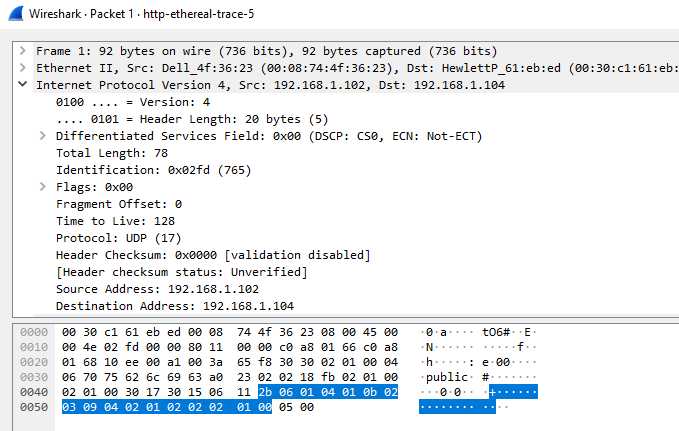 Wireshark · Packet 1 · http-ethereal-trace-5
Frame 1: 92 bytes on wire (736 bits), 92 bytes captured (736 bits)
Ethernet II, Src: Dell_4f:36:23 (00:08:74:4f:36:23), Dst: HewlettP_61:eb:ed (00:30:c1:61:eb:
Internet Protocol Version 4, Src: 192.168.1.102, Dst: 192.168.1.104
0100 .... = Version: 4
.... 0101 = Header Length: 20 bytes (5)
Differentiated Services Field: 0x00 (DSCP: CS0, ECN: Not-ECT)
Total Length: 78
Identification: 0x02fd (765)
Flags: 0x00
Fragment Offset: 0
Time to Live: 128
Protocol: UDP (17)
Header Checksum: 0x0000 [validation disabled]
[Header checksum status: Unverified]
Source Address: 192.168.1.102
Destination Address: 192.168.1.104
0000 00 30 c1 61 eb ed 00 08 74 4f 36 23 08 00 45 00 ·0·a···· tO6#··E·
0010 00 4e 02 fd 00 00 80 11 00 00 c0 a8 01 66 c0 a8 ·N······ ·····f··
0020 01 68 10 ee 00 a1 00 3a 65 f8 30 30 02 01 00 04 ·h·····: e·00····
0030 06 70 75 62 6c 69 63 a0 23 02 02 18 fb 02 01 00 ·public· #·······
0040 02 01 00 30 17 30 15 06 11 2b 06 01 04 01 0b 02 ···0·0·· ·+······
0050 03 09 04 02 01 02 02 02 01 00 05 00 ········ ····